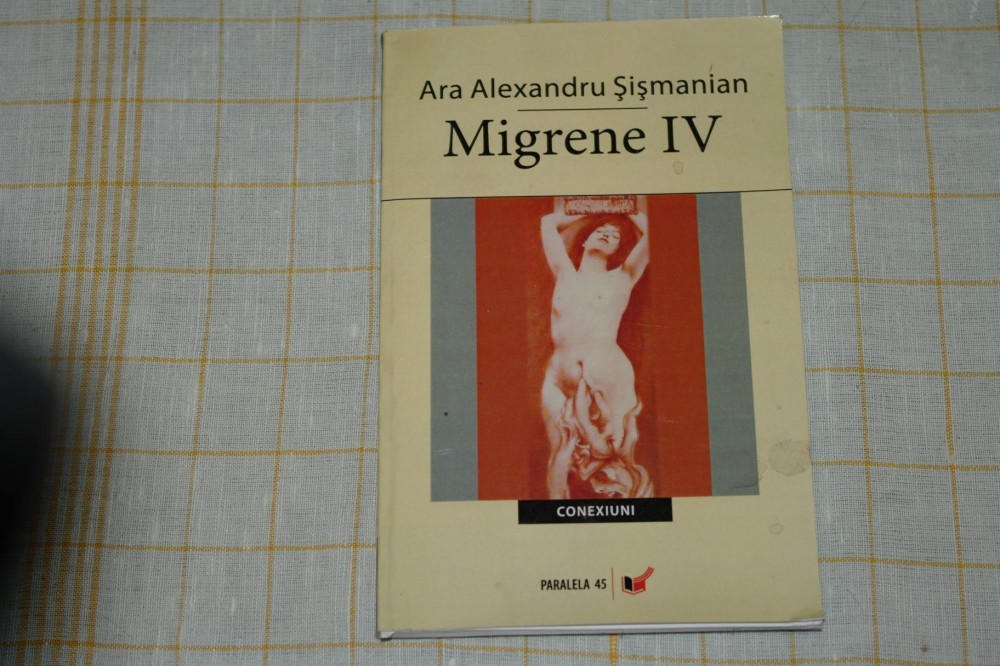 Ara Alexandru Şişmanian
Migrene IV
CONEXIUNI
PARALELA 45